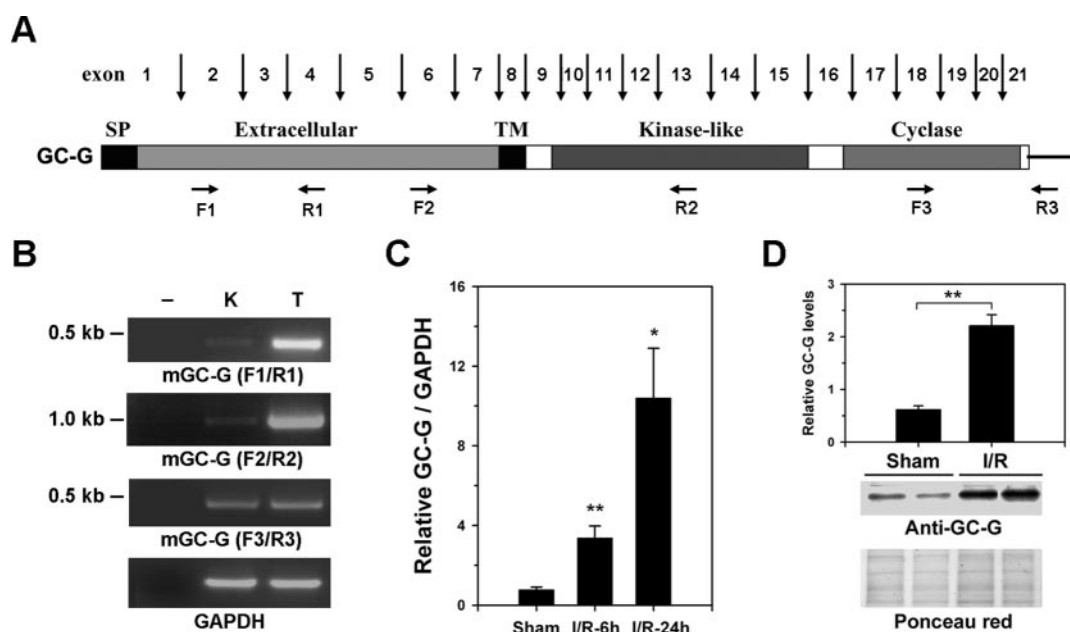 A
exon 1 2 3 4 5 6 7 8 9 10 11 12 13 14 15 16 17 18 19 20 21
SP Extracellular TM Kinase-like Cyclase
GC-G
F1 R1 F2 R2 F3 R3
B
– K T
0.5 kb
mGC-G (F1/R1)
1.0 kb
mGC-G (F2/R2)
0.5 kb
mGC-G (F3/R3)
GAPDH
C
Relative GC-G / GAPDH
16
12
8
4
0
*
**
Sham I/R-6h I/R-24h
D
Relative GC-G levels
3
2
1
0
**
Sham I/R
Anti-GC-G
Ponceau red